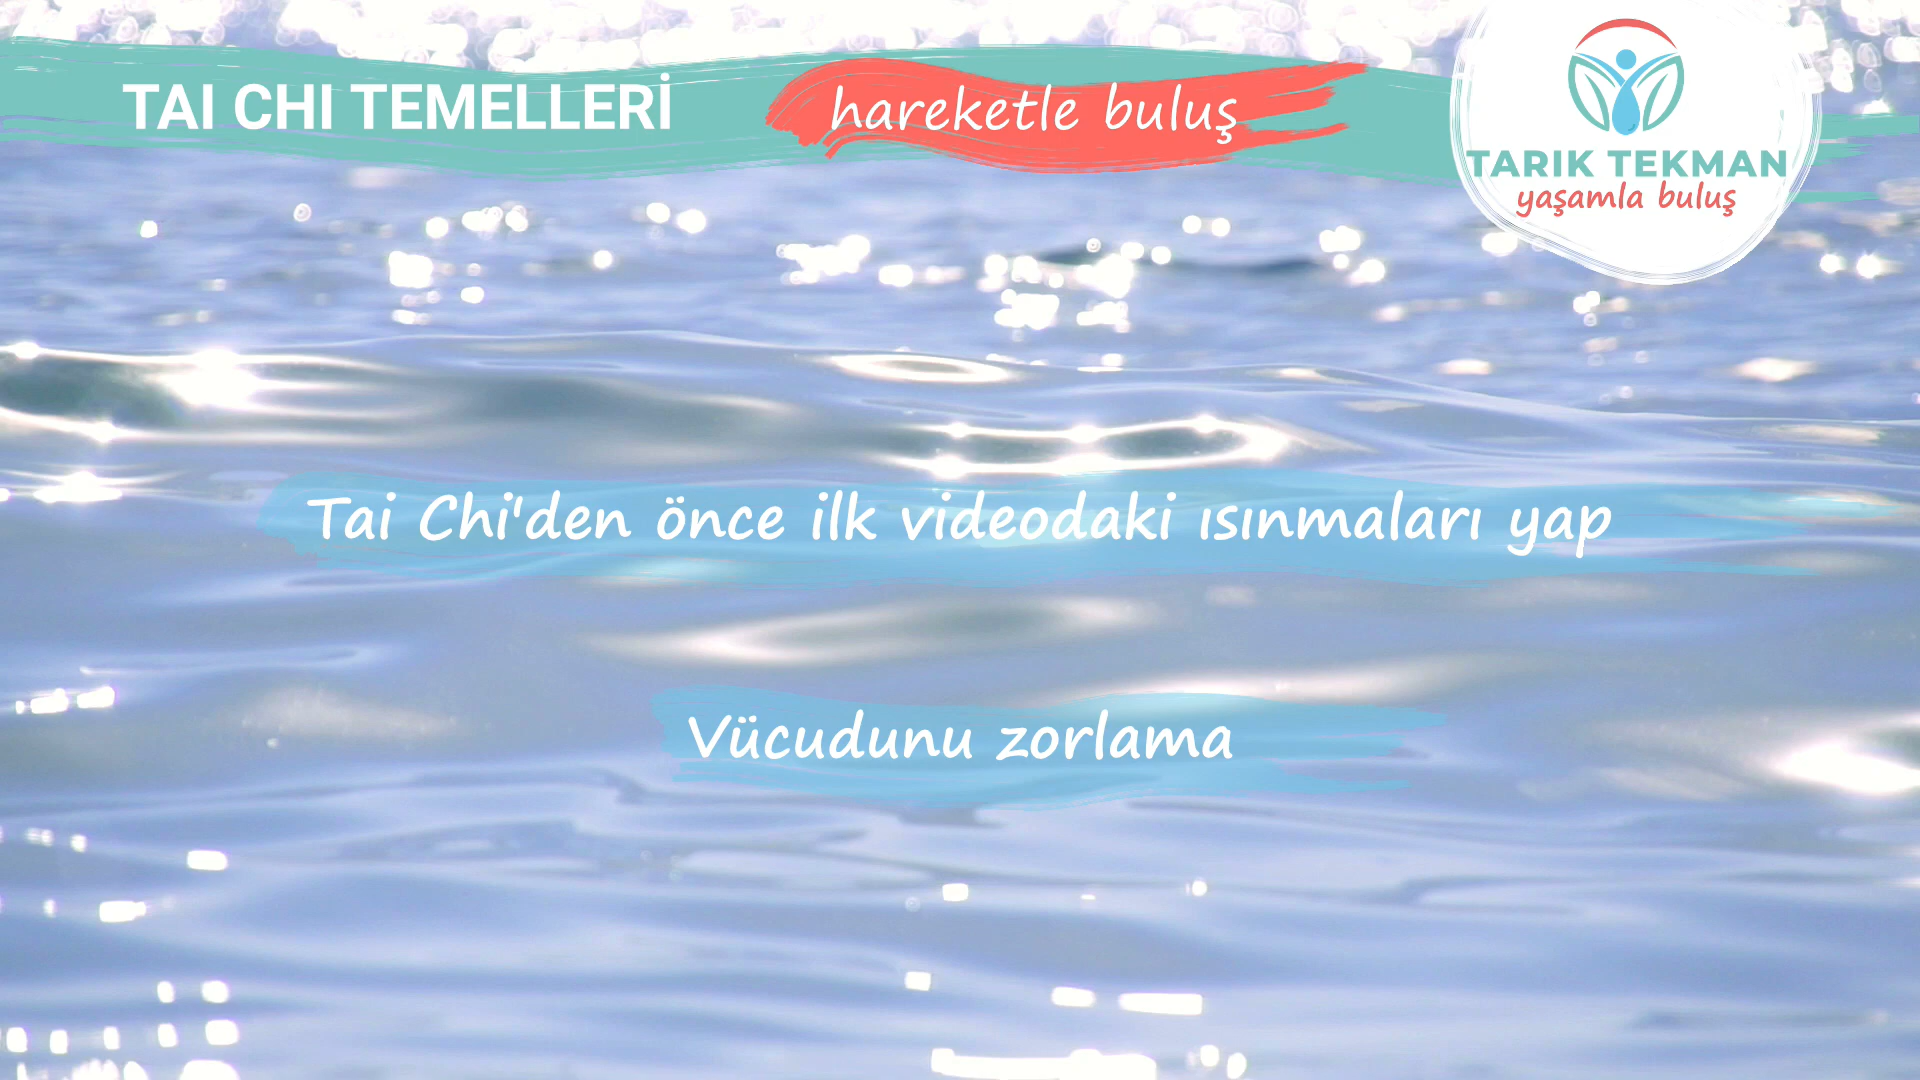 TAI CHI TEMELLERİ
hareketle buluş
TARIK TEKMAN
yaşamla buluş
Tai Chi'den önce ilk videodaki ısınmaları yap
Vücudunu zorlama